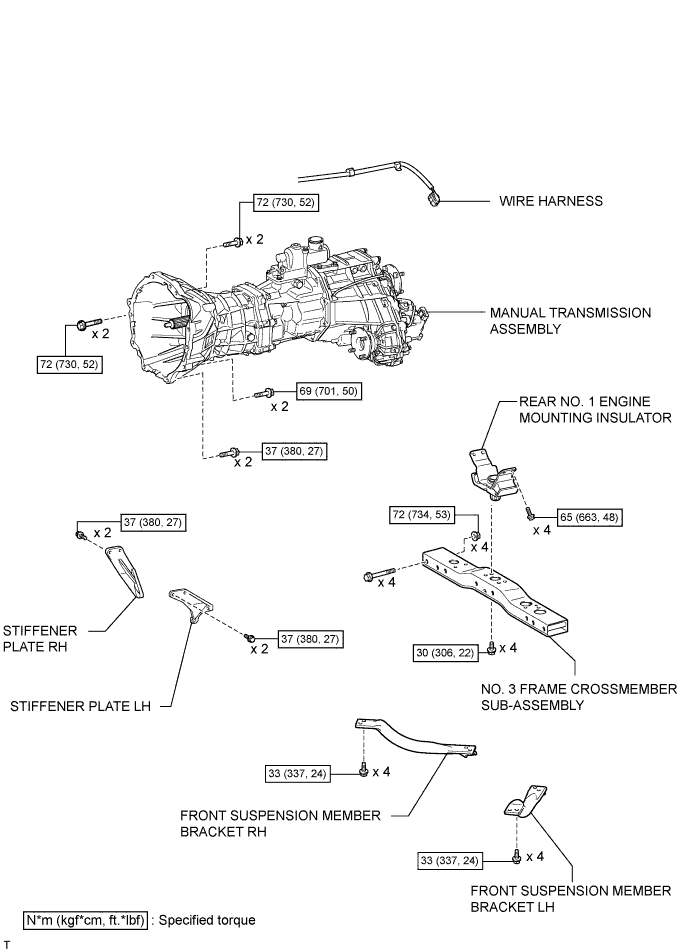 WIRE HARNESS
72 (730, 52)
x 2
MANUAL TRANSMISSION
ASSEMBLY
x 2
72 (730, 52)
69 (701, 50)
x 2
REAR NO. 1 ENGINE
MOUNTING INSULATOR
37 (380, 27)
x 2
72 (734, 53)
65 (663, 48)
x 4
37 (380, 27)
x 2
x 4
x 4
STIFFENER
PLATE RH
37 (380, 27)
x 2
30 (306, 22)
x 4
NO. 3 FRAME CROSSMEMBER
SUB-ASSEMBLY
STIFFENER PLATE LH
33 (337, 24)
x 4
FRONT SUSPENSION MEMBER
BRACKET RH
33 (337, 24)
x 4
FRONT SUSPENSION MEMBER
BRACKET LH
N*m (kgf*cm, ft.*lbf) : Specified torque
T